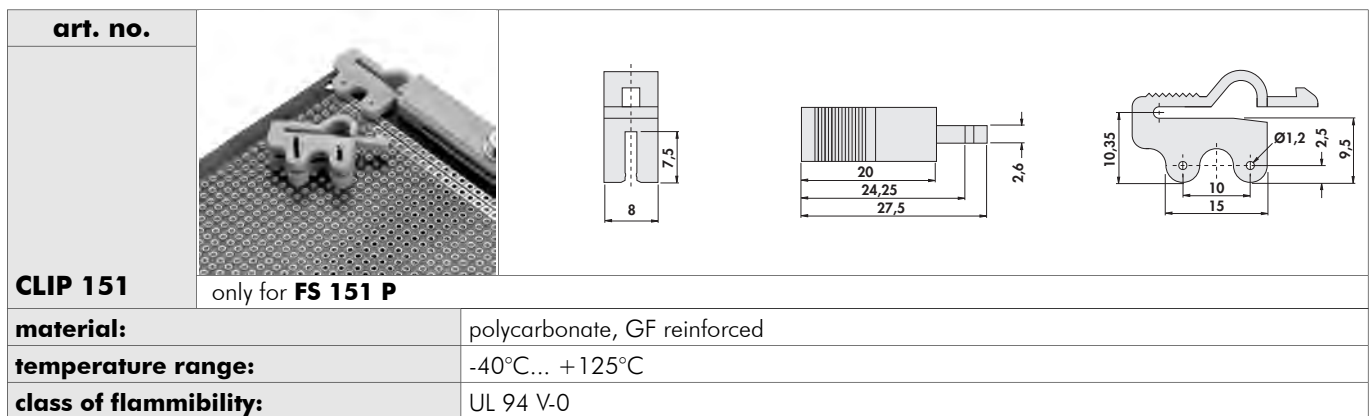 art. no.
CLIP 151
only for FS 151 P
7,5
8
20
24,25
27,5
2,6
10,35
Ø1,2
2,5
9,5
10
15
material: polycarbonate, GF reinforced
temperature range: -40°C... +125°C
class of flammibility: UL 94 V-0